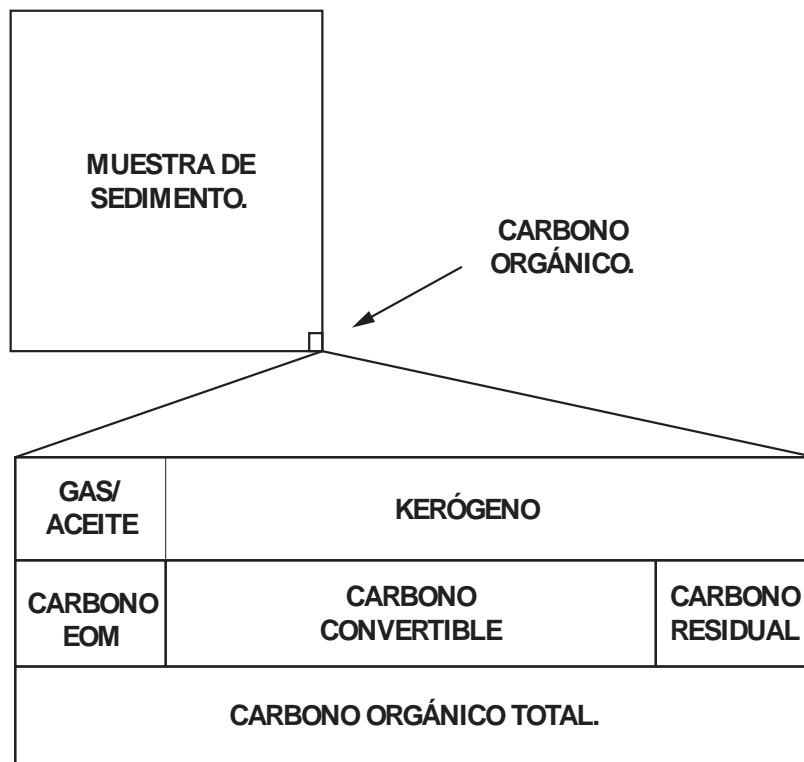 MUESTRA DE
SEDIMENTO.
CARBONO
ORGÁNICO.
GAS/
ACEITE
KERÓGENO
CARBONO
EOM
CARBONO
CONVERTIBLE
CARBONO
RESIDUAL
CARBONO ORGÁNICO TOTAL.